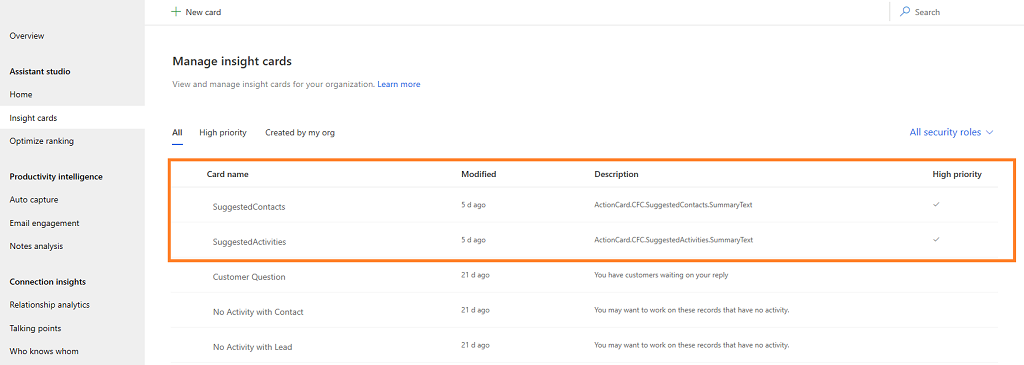 New card
Search
Overview
Assistant studio
Home
Insight cards
Optimize ranking
Productivity intelligence
Auto capture
Email engagement
Notes analysis
Connection insights
Relationship analytics
Talking points
Who knows whom
Manage insight cards
View and manage insight cards for your organization. Learn more
All High priority Created by my org All security roles
Card name Modified Description High priority
SuggestedContacts 5 d ago ActionCard.CFC.SuggestedContacts.SummaryText
SuggestedActivities 5 d ago ActionCard.CFC.SuggestedActivities.SummaryText
Customer Question 21 d ago You have customers waiting on your reply
No Activity with Contact 21 d ago You may want to work on these records that have no activity.
No Activity with Lead 21 d ago You may want to work on these records that have no activity.